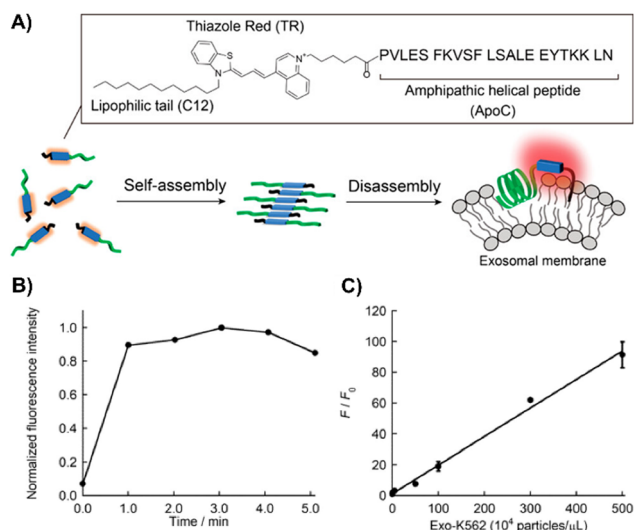 A)
Thiazole Red (TR)
S
N
N+
O
PVLES FKVSF LSALE EYTKK LN
Lipophilic tail (C12)
Amphipathic helical peptide
(ApoC)
Self-assembly
Disassembly
Exosomal membrane
B)
Normalized fluorescence intensity
1.0
0.8
0.6
0.4
0.2
0.0
0.0 1.0 2.0 3.0 4.0 5.0
Time / min
C)
F / F0
120
100
80
60
40
20
0
0 100 200 300 400 500
Exo-K562 (10⁴ particles/μL)